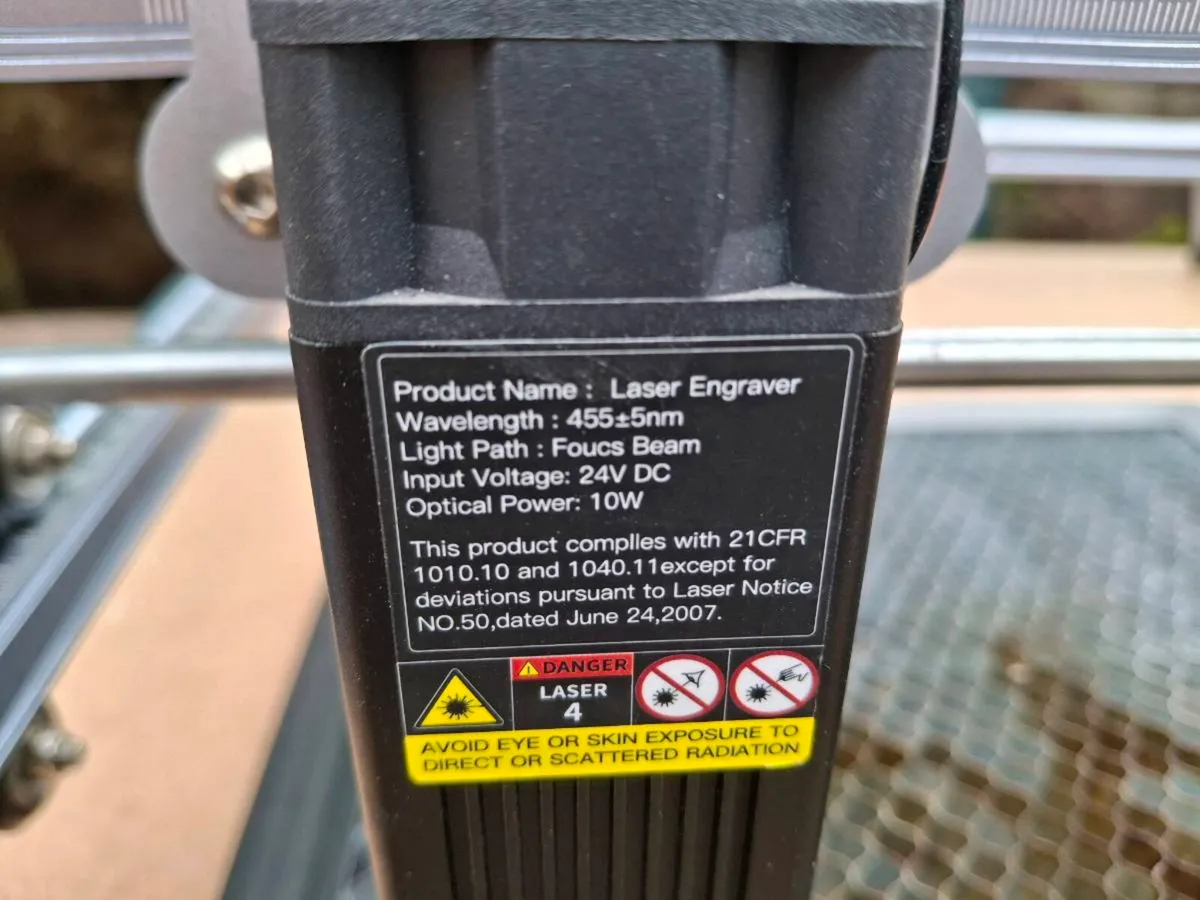 Product Name : Laser Engraver
Wavelength : 455±5nm
Light Path : Foucs Beam
Input Voltage: 24V DC
Optical Power: 10W
This product complles with 21CFR
1010.10 and 1040.11except for
deviations pursuant to Laser Notice
NO.50,dated June 24,2007.
DANGER
LASER
4
AVOID EYE OR SKIN EXPOSURE TO
DIRECT OR SCATTERED RADIATION